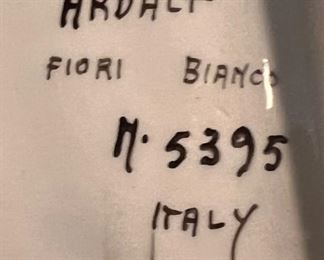 ARDALT
FIORI BIANCO
N. 5395
ITALY